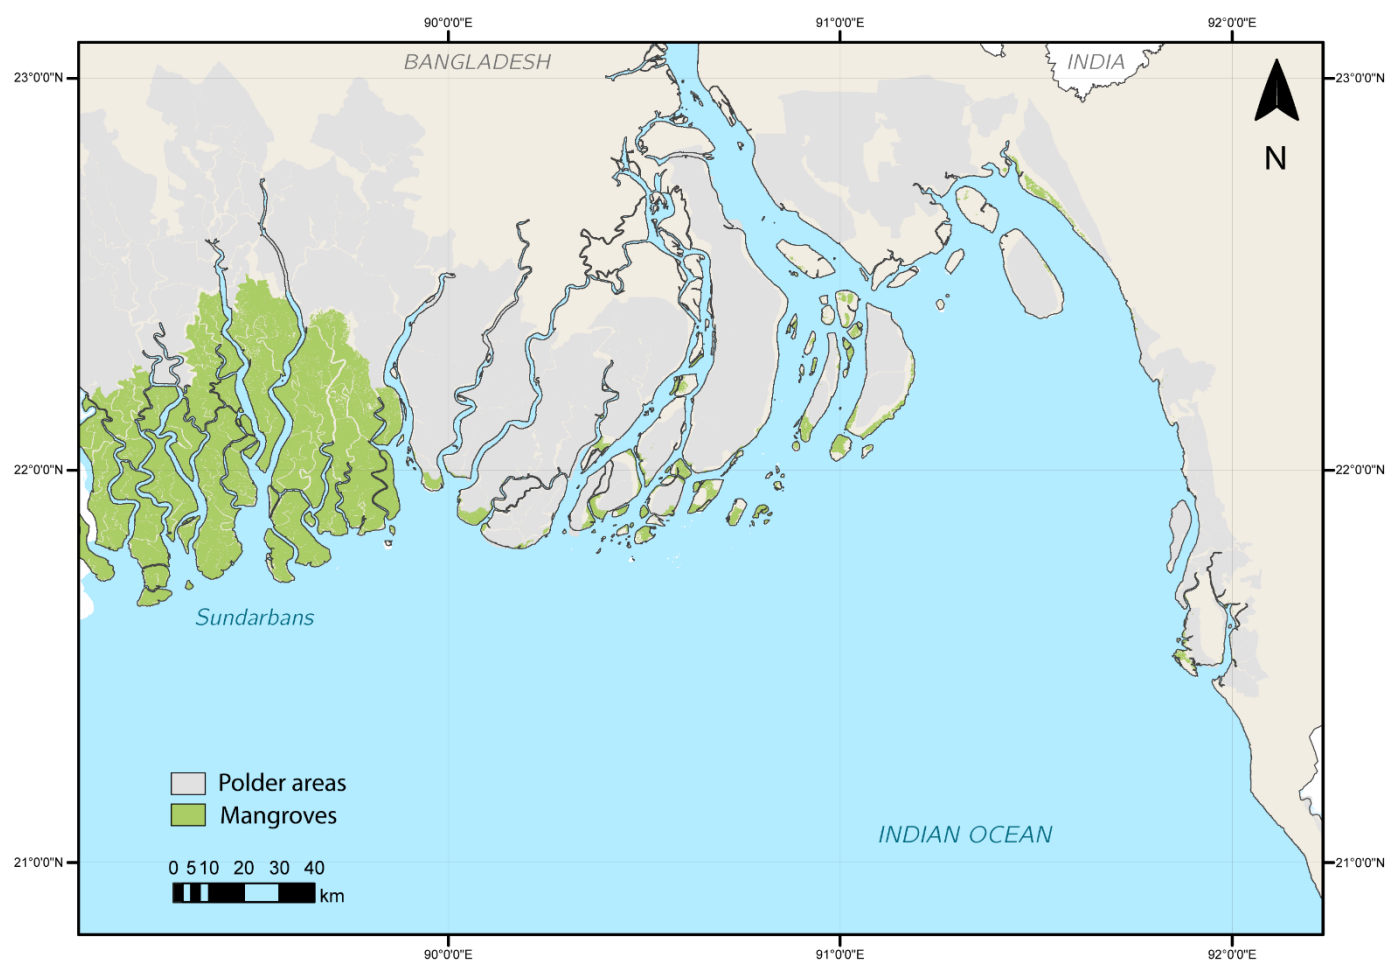 90°0'0"E 91°0'0"E 92°0'0"E
BANGLADESH INDIA
23°0'0"N 23°0'0"N
N
22°0'0"N 22°0'0"N
Sundarbans
Polder areas
Mangroves
INDIAN OCEAN
21°0'0"N 21°0'0"N
0 5 10 20 30 40
km
90°0'0"E 91°0'0"E 92°0'0"E